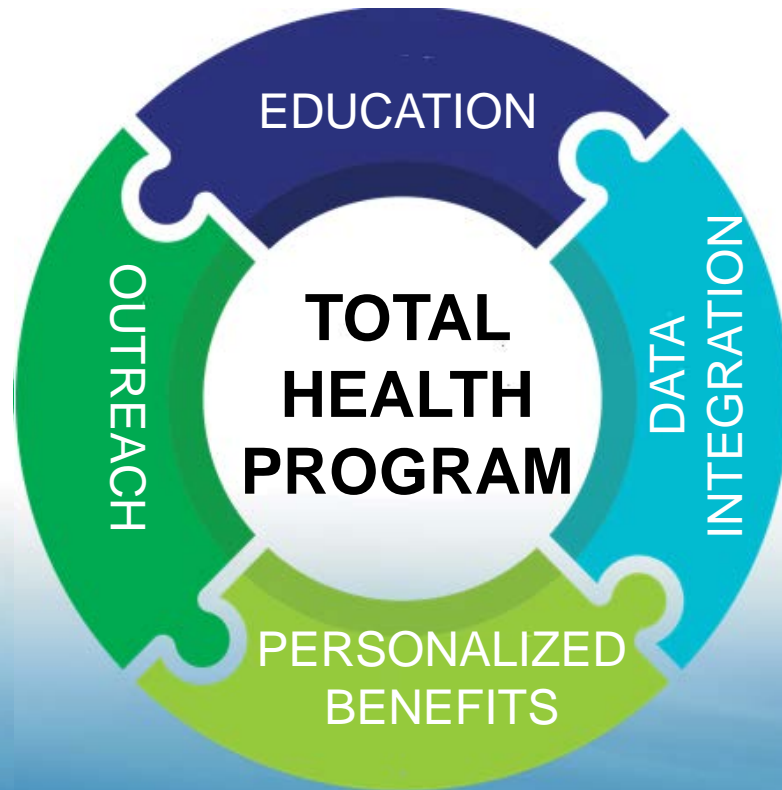 EDUCATION
OUTREACH
TOTAL
HEALTH
PROGRAM
DATA
INTEGRATION
PERSONALIZED
BENEFITS